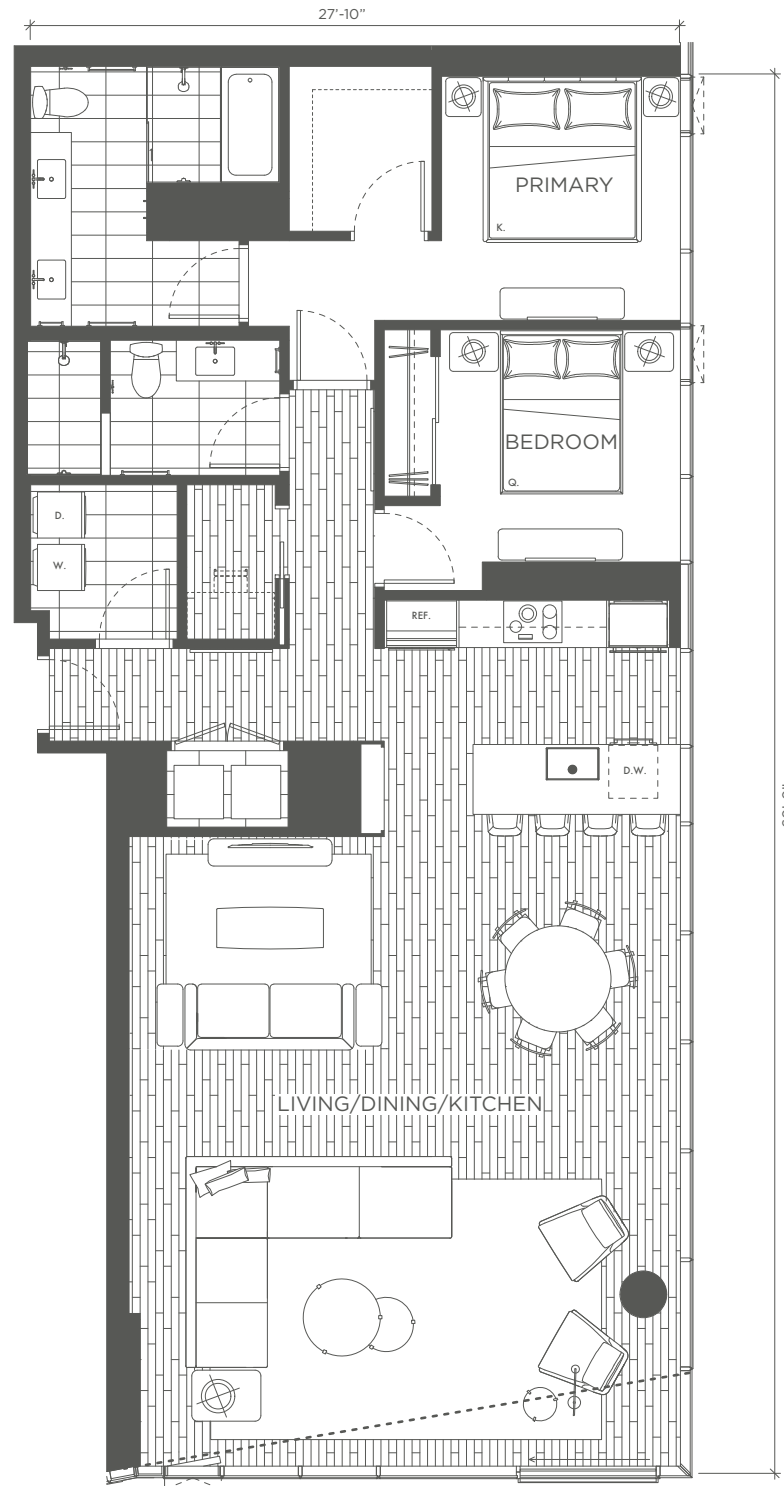 27'-10"
PRIMARY
K.
BEDROOM
Q.
D.
W.
REF.
D.W.
LIVING/DINING/KITCHEN